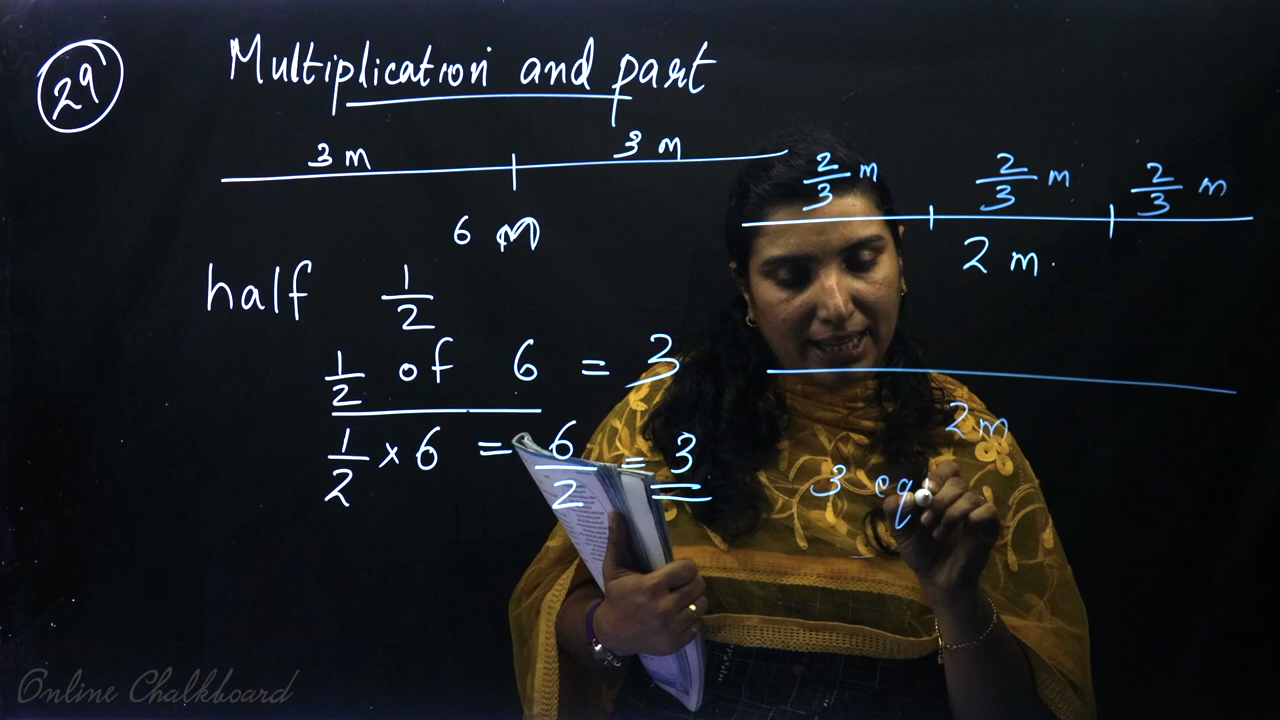 29
Multiplication and part
3 m 3 m
6 m
2/3 m 2/3 m 2/3 m
2 m.
half 1/2
1/2 of 6 = 3
1/2 × 6 = 6/2 = 3
2m
3 eq
Online Chalkboard